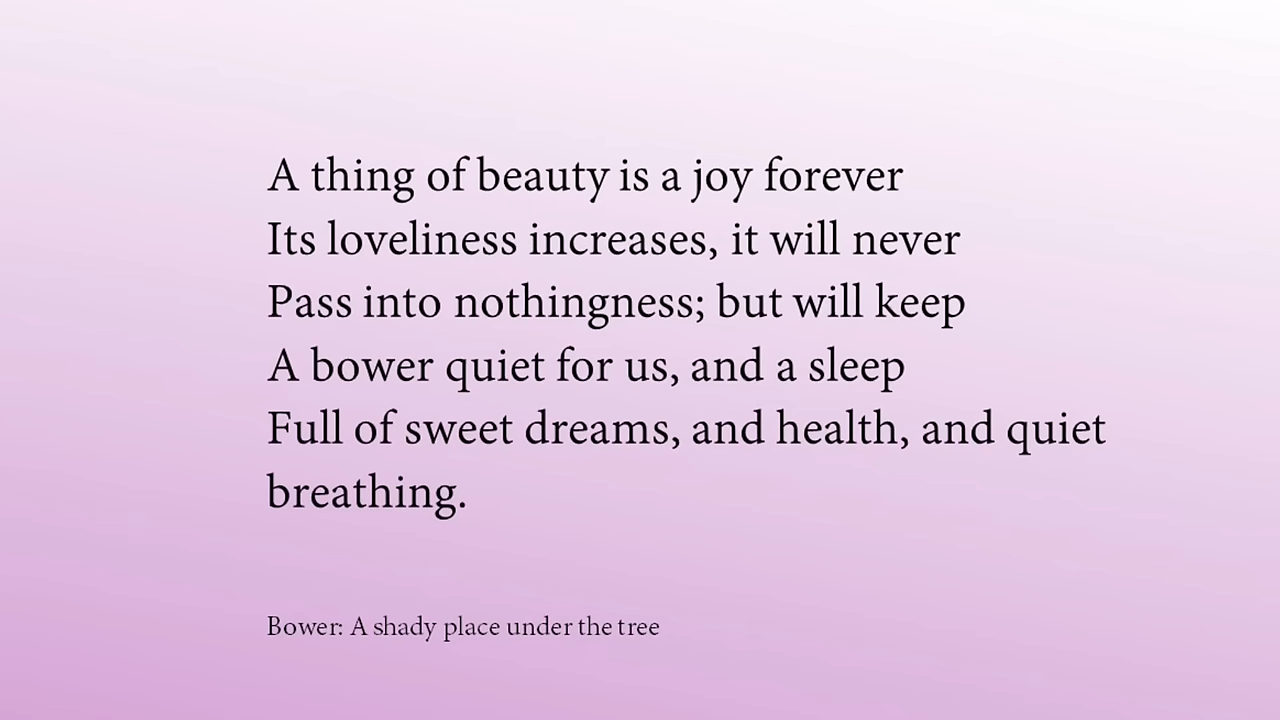 A thing of beauty is a joy forever
Its loveliness increases, it will never
Pass into nothingness; but will keep
A bower quiet for us, and a sleep
Full of sweet dreams, and health, and quiet
breathing.
Bower: A shady place under the tree